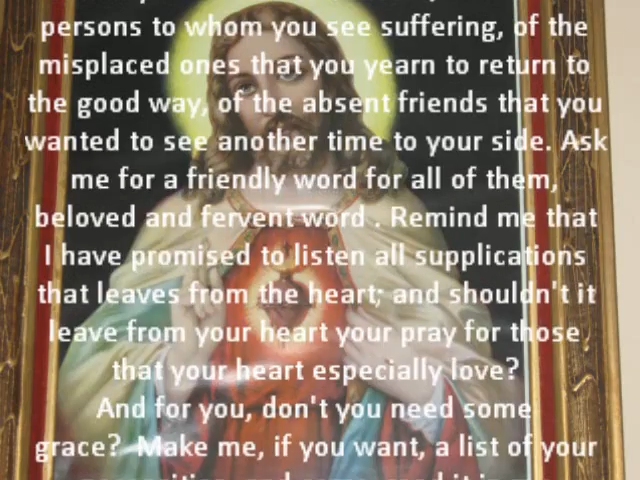 persons to whom you see suffering, of the
misplaced ones that you yearn to return to
the good way, of the absent friends that you
wanted to see another time to your side. Ask
me for a friendly word for all of them,
beloved and fervent word . Remind me that
I have promised to listen all supplications
that leaves from the heart; and shouldn't it
leave from your heart your pray for those
that your heart especially love?
And for you, don't you need some
grace? Make me, if you want, a list of your